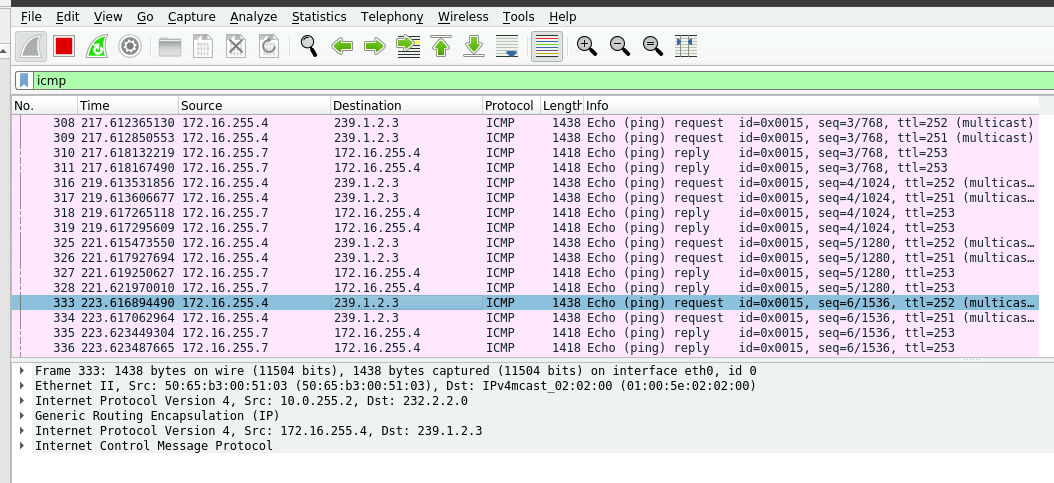 File Edit View Go Capture Analyze Statistics Telephony Wireless Tools Help
icmp
No. Time Source Destination Protocol Length Info
308 217.612365130 172.16.255.4 239.1.2.3 ICMP 1438 Echo (ping) request id=0x0015, seq=3/768, ttl=252 (multicast)
309 217.612850553 172.16.255.4 239.1.2.3 ICMP 1438 Echo (ping) request id=0x0015, seq=3/768, ttl=251 (multicast)
310 217.618132219 172.16.255.7 172.16.255.4 ICMP 1418 Echo (ping) reply id=0x0015, seq=3/768, ttl=253
311 217.618167490 172.16.255.7 172.16.255.4 ICMP 1418 Echo (ping) reply id=0x0015, seq=3/768, ttl=253
316 219.613531856 172.16.255.4 239.1.2.3 ICMP 1438 Echo (ping) request id=0x0015, seq=4/1024, ttl=252 (multicas…
317 219.613606677 172.16.255.4 239.1.2.3 ICMP 1438 Echo (ping) request id=0x0015, seq=4/1024, ttl=251 (multicas…
318 219.617265118 172.16.255.7 172.16.255.4 ICMP 1418 Echo (ping) reply id=0x0015, seq=4/1024, ttl=253
319 219.617295609 172.16.255.7 172.16.255.4 ICMP 1418 Echo (ping) reply id=0x0015, seq=4/1024, ttl=253
325 221.615473550 172.16.255.4 239.1.2.3 ICMP 1438 Echo (ping) request id=0x0015, seq=5/1280, ttl=252 (multicas…
326 221.617927694 172.16.255.4 239.1.2.3 ICMP 1438 Echo (ping) request id=0x0015, seq=5/1280, ttl=251 (multicas…
327 221.619250627 172.16.255.7 172.16.255.4 ICMP 1418 Echo (ping) reply id=0x0015, seq=5/1280, ttl=253
328 221.621970010 172.16.255.7 172.16.255.4 ICMP 1418 Echo (ping) reply id=0x0015, seq=5/1280, ttl=253
333 223.616894490 172.16.255.4 239.1.2.3 ICMP 1438 Echo (ping) request id=0x0015, seq=6/1536, ttl=252 (multicas…
334 223.617062964 172.16.255.4 239.1.2.3 ICMP 1438 Echo (ping) request id=0x0015, seq=6/1536, ttl=251 (multicas…
335 223.623449304 172.16.255.7 172.16.255.4 ICMP 1418 Echo (ping) reply id=0x0015, seq=6/1536, ttl=253
336 223.623487665 172.16.255.7 172.16.255.4 ICMP 1418 Echo (ping) reply id=0x0015, seq=6/1536, ttl=253
Frame 333: 1438 bytes on wire (11504 bits), 1438 bytes captured (11504 bits) on interface eth0, id 0
Ethernet II, Src: 50:65:b3:00:51:03 (50:65:b3:00:51:03), Dst: IPv4mcast_02:02:00 (01:00:5e:02:02:00)
Internet Protocol Version 4, Src: 10.0.255.2, Dst: 232.2.2.0
Generic Routing Encapsulation (IP)
Internet Protocol Version 4, Src: 172.16.255.4, Dst: 239.1.2.3
Internet Control Message Protocol